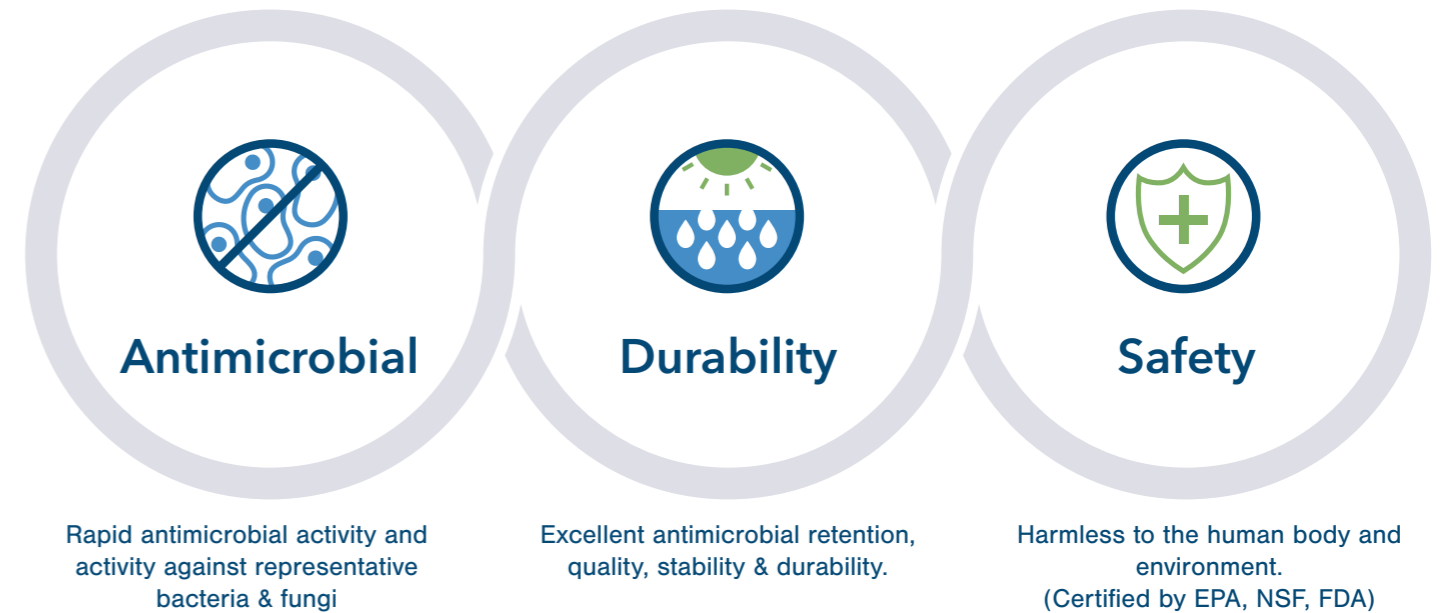 Antimicrobial
Rapid antimicrobial activity and
activity against representative
bacteria & fungi
Durability
Excellent antimicrobial retention,
quality, stability & durability.
Safety
Harmless to the human body and
environment.
(Certified by EPA, NSF, FDA)